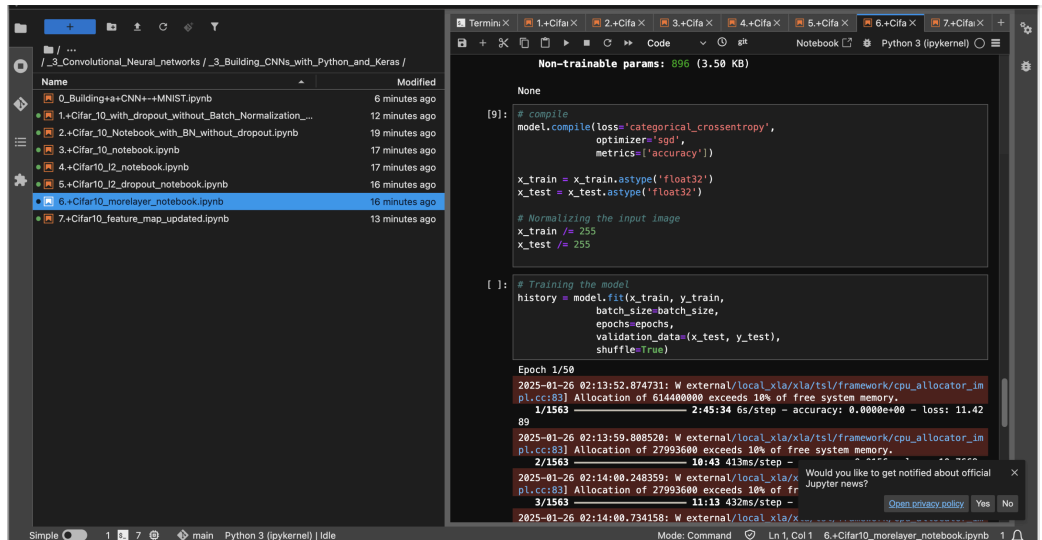 Termin
1.+Cifa
2.+Cifa
3.+Cifa
4.+Cifa
5.+Cifa
6.+Cifa
7.+Cifa
Code
git
Notebook
Python 3 (ipykernel)
/ ...
/ _3_Convolutional_Neural_networks / _3_Building_CNNs_with_Python_and_Keras /
Name Modified
0_Building+a+CNN+-+MNIST.ipynb 6 minutes ago
1.+Cifar_10_with_dropout_without_Batch_Normalization_... 12 minutes ago
2.+Cifar_10_Notebook_with_BN_without_dropout.ipynb 19 minutes ago
3.+Cifar_10_notebook.ipynb 17 minutes ago
4.+Cifar10_l2_notebook.ipynb 17 minutes ago
5.+Cifar10_l2_dropout_notebook.ipynb 16 minutes ago
6.+Cifar10_morelayer_notebook.ipynb 16 minutes ago
7.+Cifar10_feature_map_updated.ipynb 13 minutes ago
Non-trainable params: 896 (3.50 KB)
None
[9]: # compile
model.compile(loss='categorical_crossentropy',
optimizer='sgd',
metrics=['accuracy'])
x_train = x_train.astype('float32')
x_test = x_test.astype('float32')
# Normalizing the input image
x_train /= 255
x_test /= 255
[ ]: # Training the model
history = model.fit(x_train, y_train,
batch_size=batch_size,
epochs=epochs,
validation_data=(x_test, y_test),
shuffle=True)
Epoch 1/50
2025-01-26 02:13:52.874731: W external/local_xla/xla/tsl/framework/cpu_allocator_im
pl.cc:83] Allocation of 614400000 exceeds 10% of free system memory.
1/1563 2:45:34 6s/step - accuracy: 0.0000e+00 - loss: 11.42
89
2025-01-26 02:13:59.808520: W external/local_xla/xla/tsl/framework/cpu_allocator_im
pl.cc:83] Allocation of 27993600 exceeds 10% of free system memory.
2/1563 10:43 413ms/step -
2025-01-26 02:14:00.248359: W external/local_xla/x
pl.cc:83] Allocation of 27993600 exceeds 10% of fr
3/1563 11:13 432ms/step -
2025-01-26 02:14:00.734158: W external/local_xla/
Would you like to get notified about official
Jupyter news?
Open privacy policy Yes No
Simple 1 7 main Python 3 (ipykernel) | Idle Mode: Command Ln 1, Col 1 6.+Cifar10_morelayer_notebook.ipynb 1